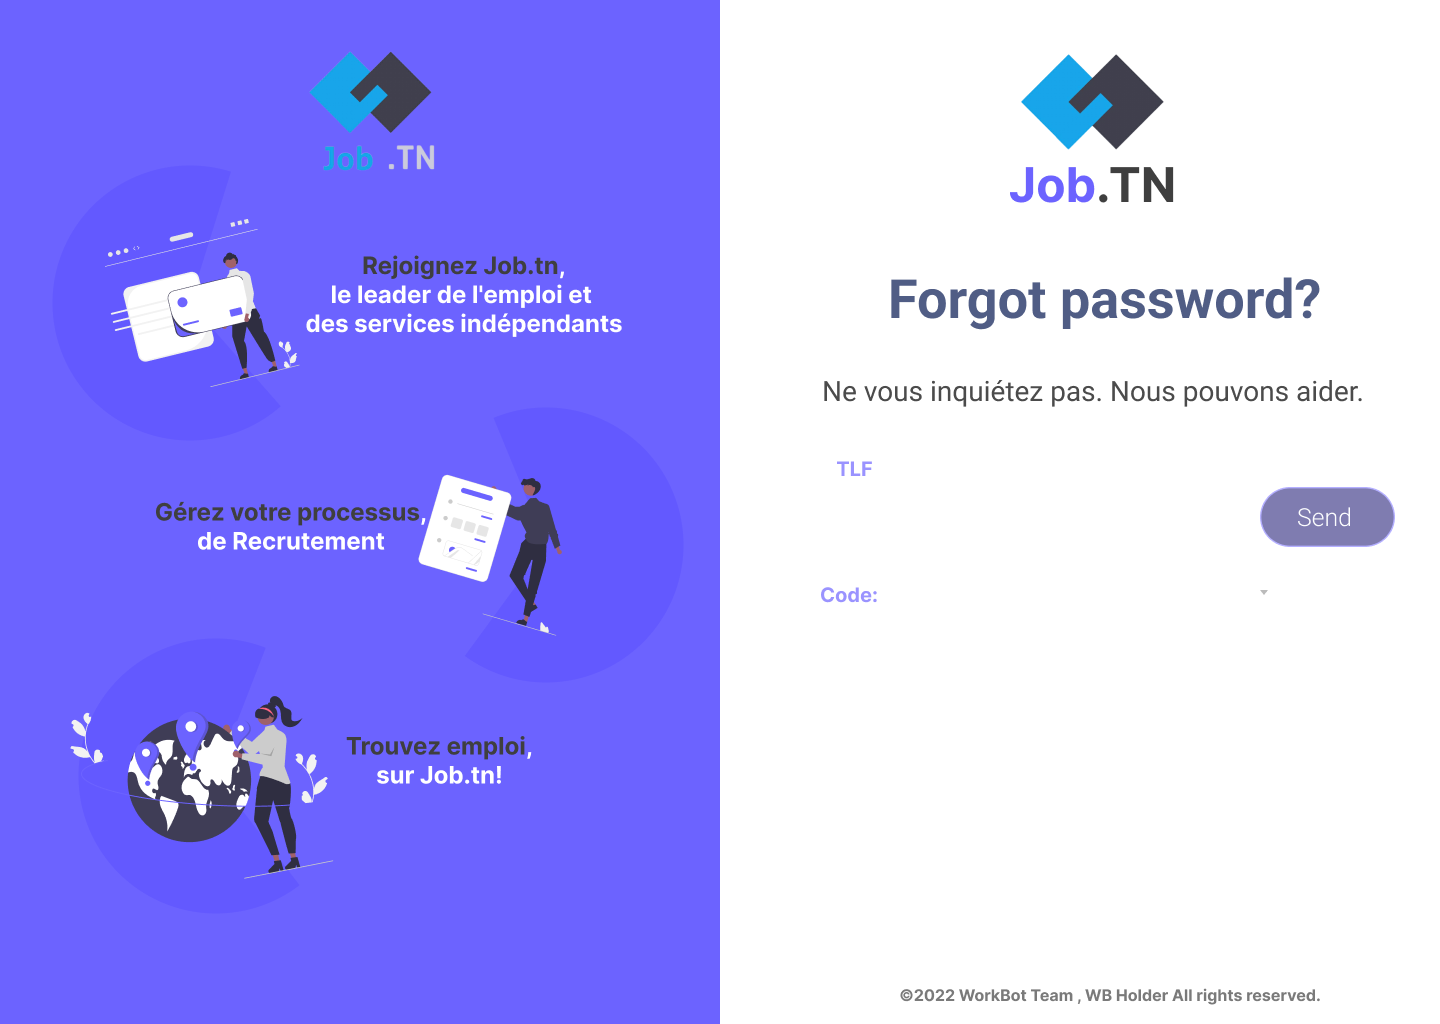 Job .TN
Rejoignez Job.tn,
le leader de l'emploi et
des services indépendants
Gérez votre processus,
de Recrutement
Trouvez emploi,
sur Job.tn!
Job.TN
Forgot password?
Ne vous inquiétez pas. Nous pouvons aider.
TLF
Send
Code:
©2022 WorkBot Team , WB Holder All rights reserved.